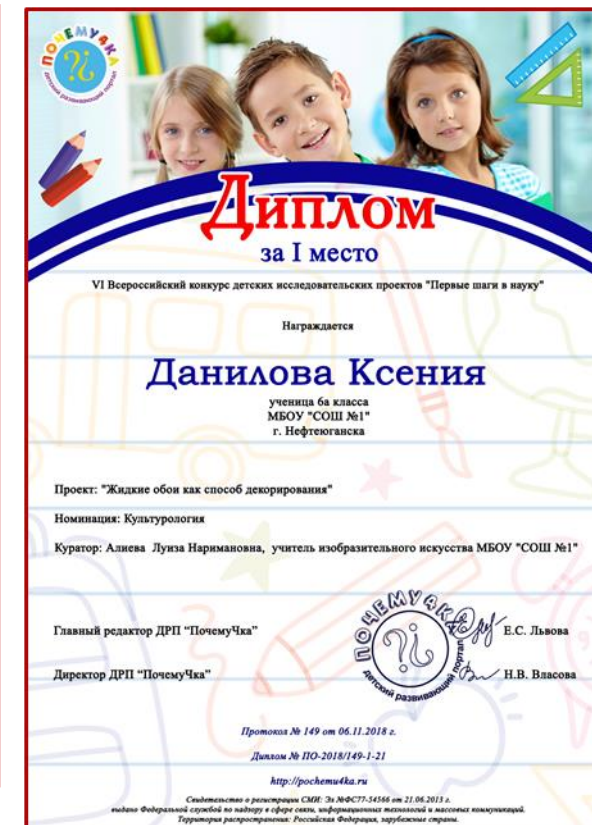 ПОЧЕМУ4КА
детский развивающий портал
Диплом
за I место
VI Всероссийский конкурс детских исследовательских проектов "Первые шаги в науку"
Награждается
Данилова Ксения
ученица 6а класса
МБОУ "СОШ №1"
г. Нефтеюганска
Проект: "Жидкие обои как способ декорирования"
Номинация: Культурология
Куратор: Алиева Луиза Наримановна, учитель изобразительного искусства МБОУ "СОШ №1"
Главный редактор ДРП "ПочемуЧка"
Е.С. Львова
ПОЧЕМУ4КА
детский развивающий портал
Директор ДРП "ПочемуЧка"
Н.В. Власова
Протокол № 149 от 06.11.2018 г.
Диплом № ПО-2018/149-1-21
http://pochemu4ka.ru
Свидетельство о регистрации СМИ: Эл №ФС77-54566 от 21.06.2013 г.
выдано Федеральной службой по надзору в сфере связи, информационных технологий и массовых коммуникаций.
Территория распространения: Российская Федерация, зарубежные страны.